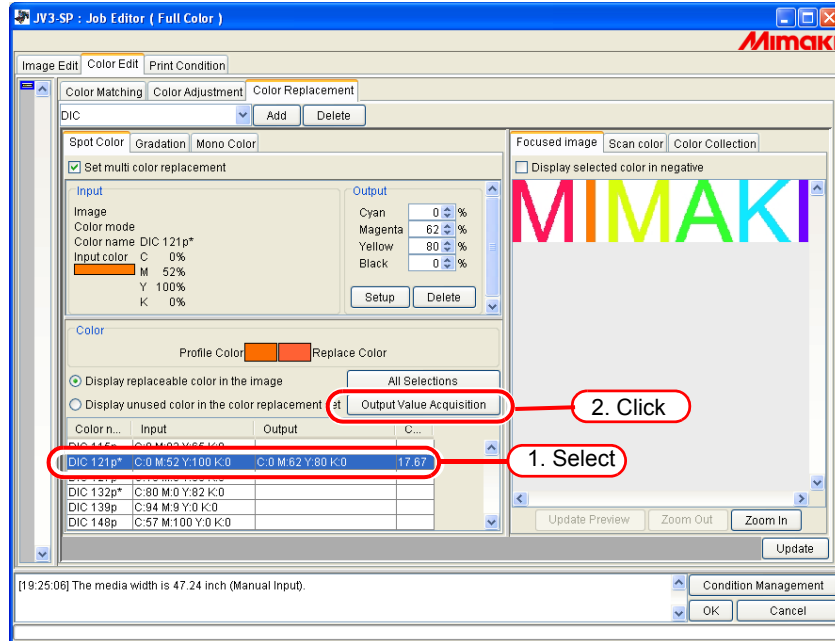 JV3-SP : Job Editor ( Full Color )
Mimaki
Image Edit Color Edit Print Condition
Color Matching Color Adjustment Color Replacement
DIC Add Delete
Spot Color Gradation Mono Color
Set multi color replacement
Input
Image
Color mode
Color name DIC 121p*
Input color C 0%
M 52%
Y 100%
K 0%
Output
Cyan 0 %
Magenta 62 %
Yellow 80 %
Black 0 %
Setup Delete
Color
Profile Color Replace Color
Display replaceable color in the image All Selections
Display unused color in the color replacement Output Value Acquisition
2. Click
Color n... Input Output C...
1. Select
DIC 121p* C:0 M:52 Y:100 K:0 C:0 M:62 Y:80 K:0 17.67
DIC 132p* C:80 M:0 Y:82 K:0
DIC 139p C:94 M:9 Y:0 K:0
DIC 148p C:57 M:100 Y:0 K:0
Focused image Scan color Color Collection
Display selected color in negative
MIMAKI
Update Preview Zoom Out Zoom In
Update
[19:25:06] The media width is 47.24 inch (Manual Input).
Condition Management
OK Cancel